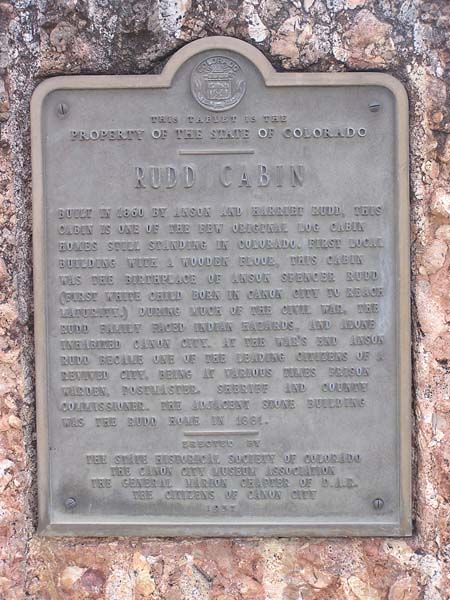 COLORADO
THIS TABLET IS THE
PROPERTY OF THE STATE OF COLORADO
RUDD CABIN
BUILT IN 1860 BY ANSON AND HARRIET RUDD, THIS
CABIN IS ONE OF THE FEW ORIGINAL LOG CABIN
HOMES STILL STANDING IN COLORADO. FIRST LOCAL
BUILDING WITH A WOODEN FLOOR, THIS CABIN
WAS THE BIRTHPLACE OF ANSON SPENCER RUDD
(FIRST WHITE CHILD BORN IN CANON CITY TO REACH
MATURITY.) DURING MUCH OF THE CIVIL WAR, THE
RUDD FAMILY FACED INDIAN HAZARDS, AND ALONE
INHABITED CANON CITY. AT THE WAR'S END ANSON
RUDD BECAME ONE OF THE LEADING CITIZENS OF A
REVIVED CITY, BEING AT VARIOUS TIMES PRISON
WARDEN, POSTMASTER, SHERIFF AND COUNTY
COMMISSIONER. THE ADJACENT STONE BUILDING
WAS THE RUDD HOME IN 1881.
ERECTED BY
THE STATE HISTORICAL SOCIETY OF COLORADO
THE CANON CITY MUSEUM ASSOCIATION
THE GENERAL MARION CHAPTER OF D.A.R.
THE CITIZENS OF CANON CITY